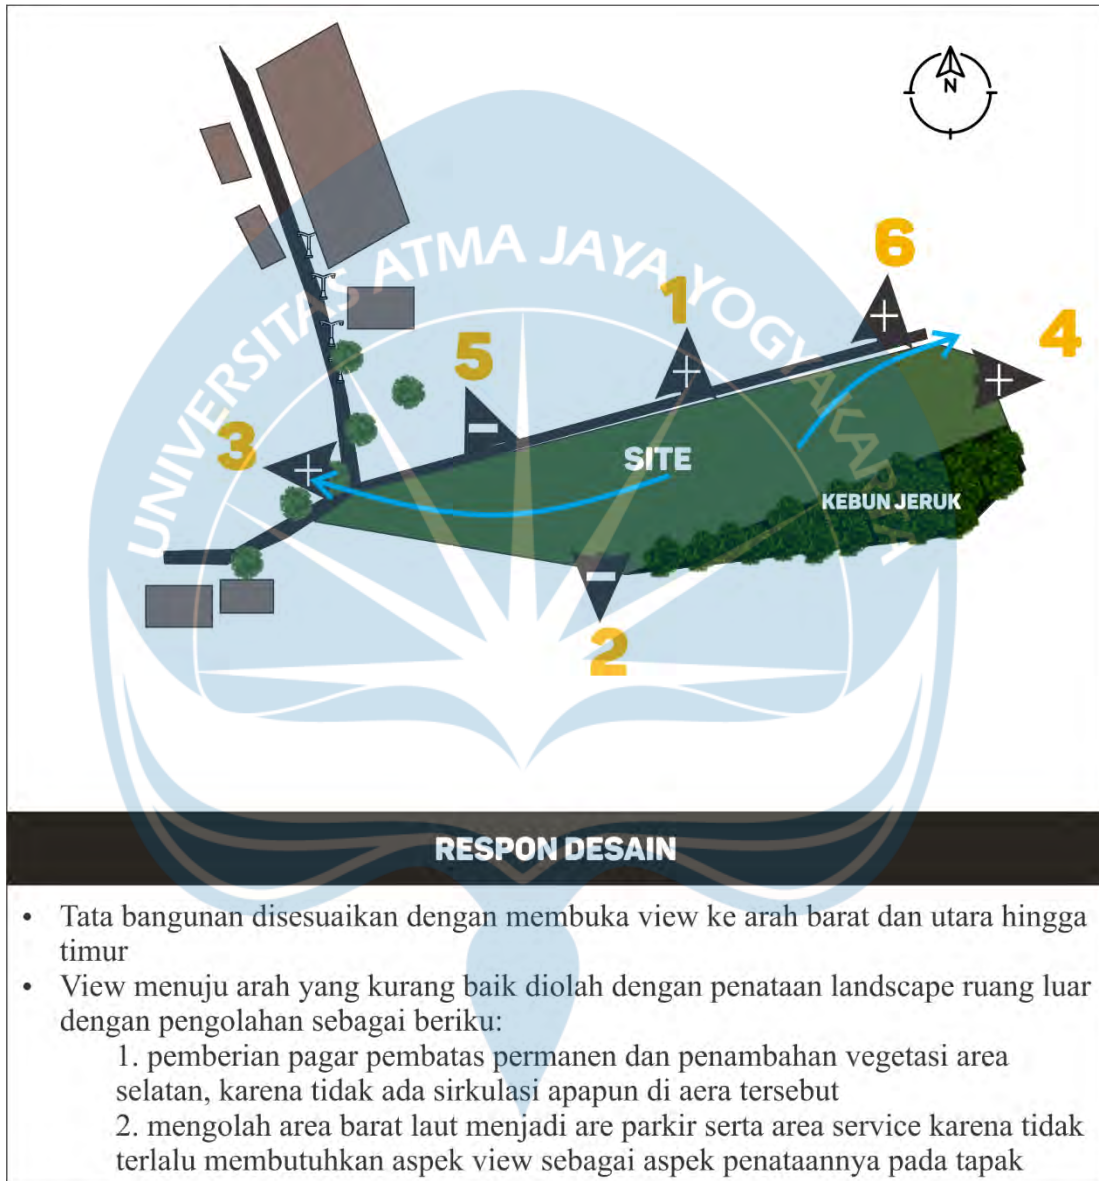 N
UNIVERSITAS ATMA JAYA YOGYAKARTA
6
1
4
5
3
SITE
KEBUN JERUK
2
RESPON DESAIN
• Tata bangunan disesuaikan dengan membuka view ke arah barat dan utara hingga
timur
• View menuju arah yang kurang baik diolah dengan penataan landscape ruang luar
dengan pengolahan sebagai beriku:
1. pemberian pagar pembatas permanen dan penambahan vegetasi area
selatan, karena tidak ada sirkulasi apapun di aera tersebut
2. mengolah area barat laut menjadi are parkir serta area service karena tidak
terlalu membutuhkan aspek view sebagai aspek penataannya pada tapak